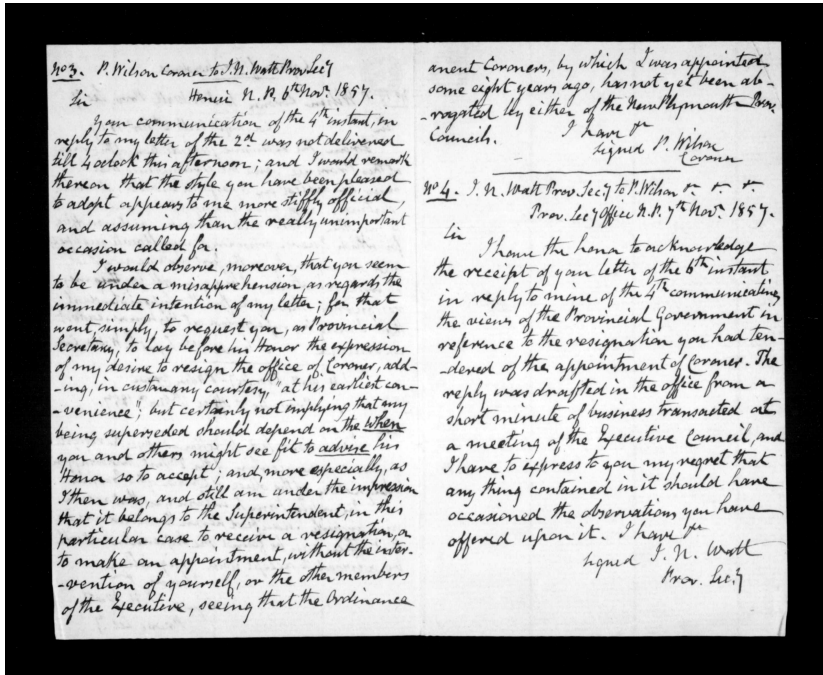 No 3. P. Wilson Coroner to I. N. Watt Prov. Secy
Henui N. P. 6th Novr. 1857.
Sir
Your communication of the 4th instant, in
reply to my letter of the 2d was not delivered
till 4 oclock this afternoon; and I would remark
thereon that the style you have been pleased
to adopt appears to me more stiffly official,
and assuming than the really unimportant
occasion called for.
I would observe, moreover, that you seem
to be under a misapprehension, as regards the
immediate intention of my letter; for that
went, simply, to request you, as Provincial
Secretary, to lay before his Honor the expression
of my desire to resign the office of Coroner, add-
-ing, in customary courtesy, "at his earliest con-
-venience"; but certainly not implying that my
being superseded should depend on the when
you and others might see fit to advise his
Honor so to accept; and, more especially, as
I then was, and still am under the impression
that it belongs to the Superintendent, in this
particular case to receive a resignation, or
to make an appointment, without the inter-
-vention of yourself, or the other members
of the Executive, seeing that the Ordinance
anent Coroners, by which I was appointed
some eight years ago, has not yet been ab-
-rogated by either of the New Plymouth Prov.
Councils.
I have &c
signed P. Wilson
Coroner
No 4. I. N. Watt Prov. Secy to P. Wilson &c. &c. &c.
Prov. Secy Office N. P. 7th Novr. 1857.
Sir
I have the honor to acknowledge
the receipt of your letter of the 6th instant
in reply to mine of the 4th communicating
the views of the Provincial Government in
reference to the resignation you had ten-
-dered of the appointment of Coroner. The
reply was drafted in the office from a
short minute of business transacted at
a meeting of the Executive Council, and
I have to express to you my regret that
any thing contained in it should have
occasioned the observations you have
offered upon it. I have &c
signed I. N. Watt
Prov. Secy